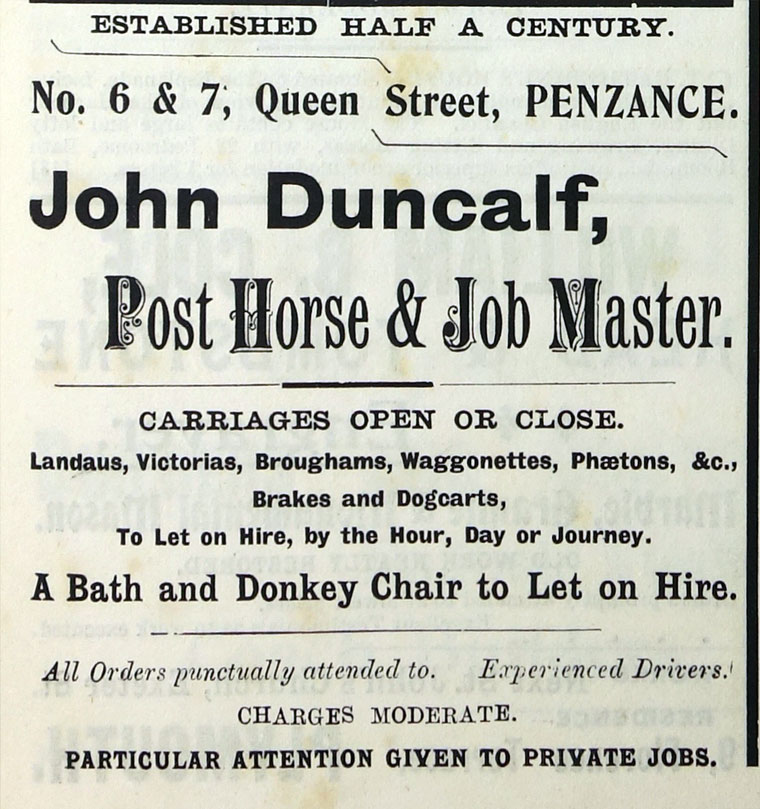 ESTABLISHED HALF A CENTURY.
No. 6 & 7, Queen Street, PENZANCE.
John Duncalf,
Post Horse & Job Master.
CARRIAGES OPEN OR CLOSE.
Landaus, Victorias, Broughams, Waggonettes, Phætons, &c.,
Brakes and Dogcarts,
To Let on Hire, by the Hour, Day or Journey.
A Bath and Donkey Chair to Let on Hire.
All Orders punctually attended to. Experienced Drivers.
CHARGES MODERATE.
PARTICULAR ATTENTION GIVEN TO PRIVATE JOBS.